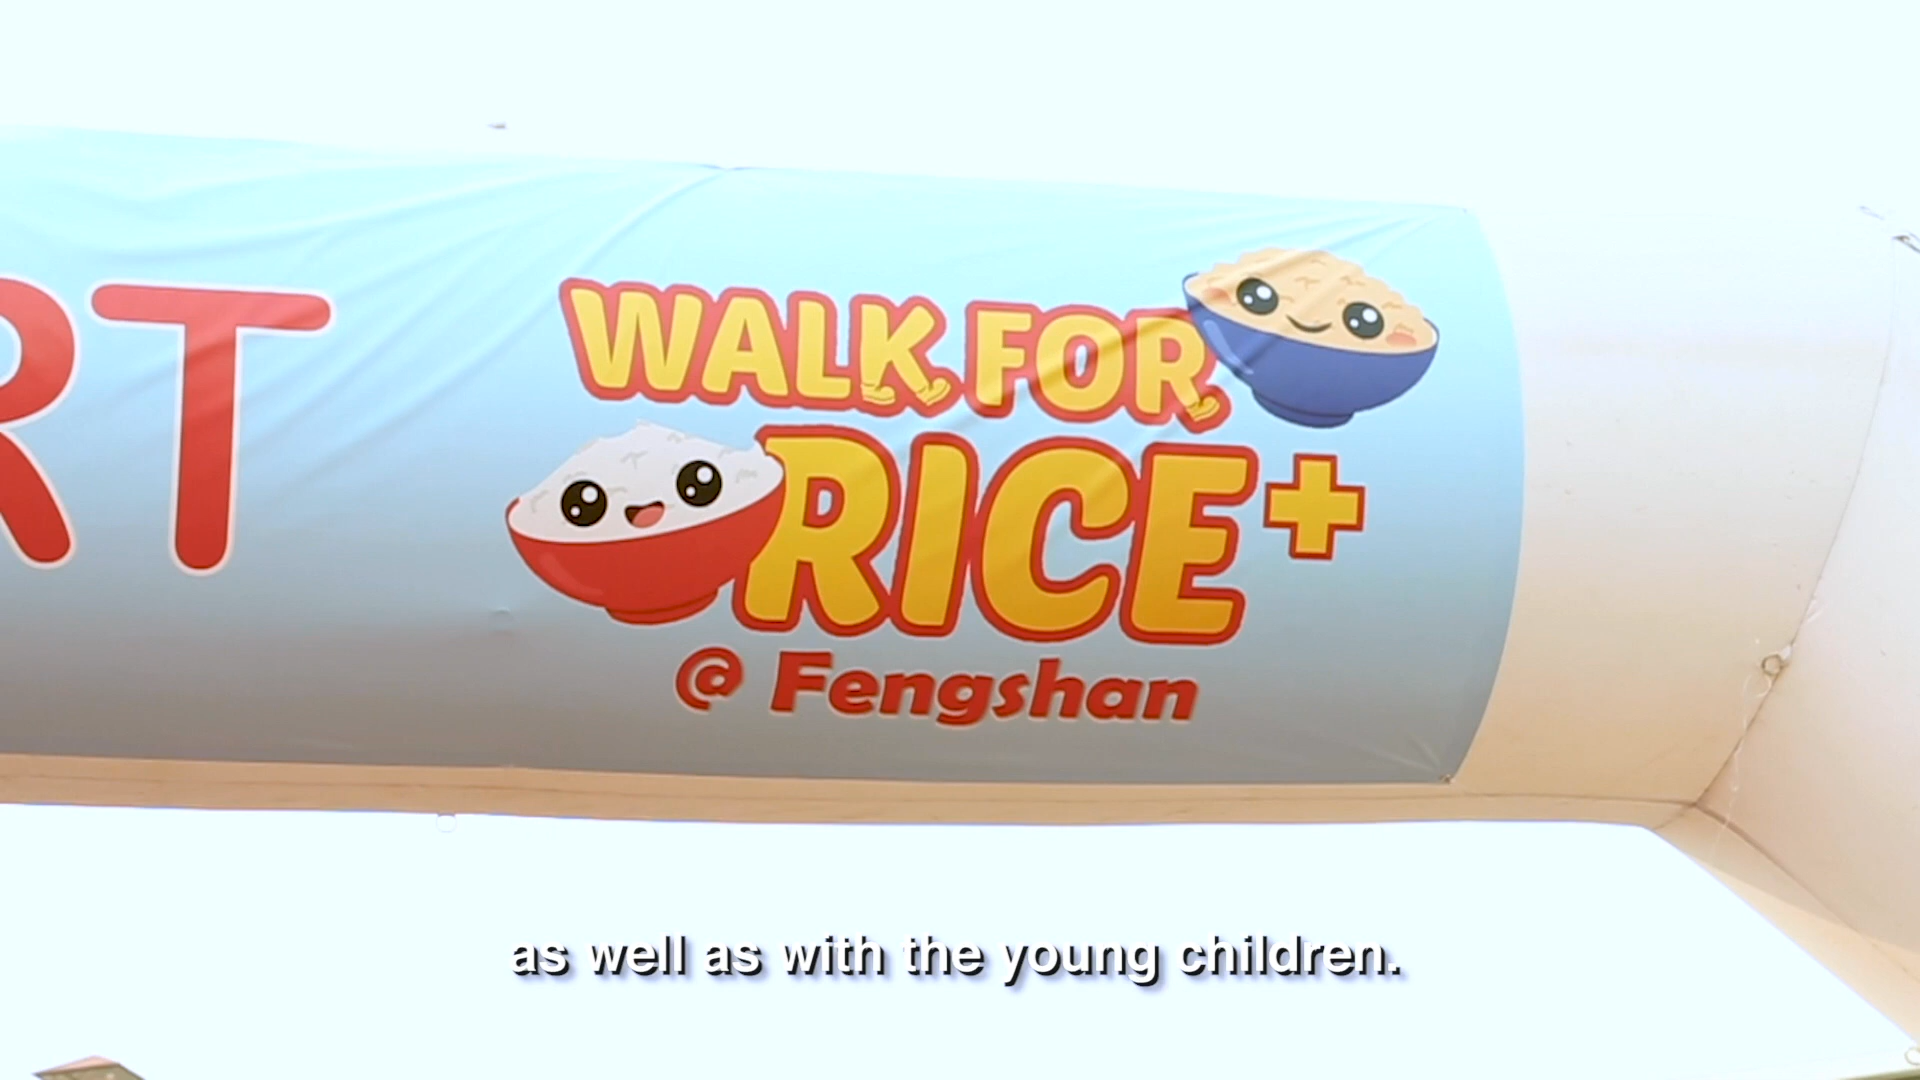 RT
WALK FOR
RICE+
@ Fengshan
as well as with the young children.